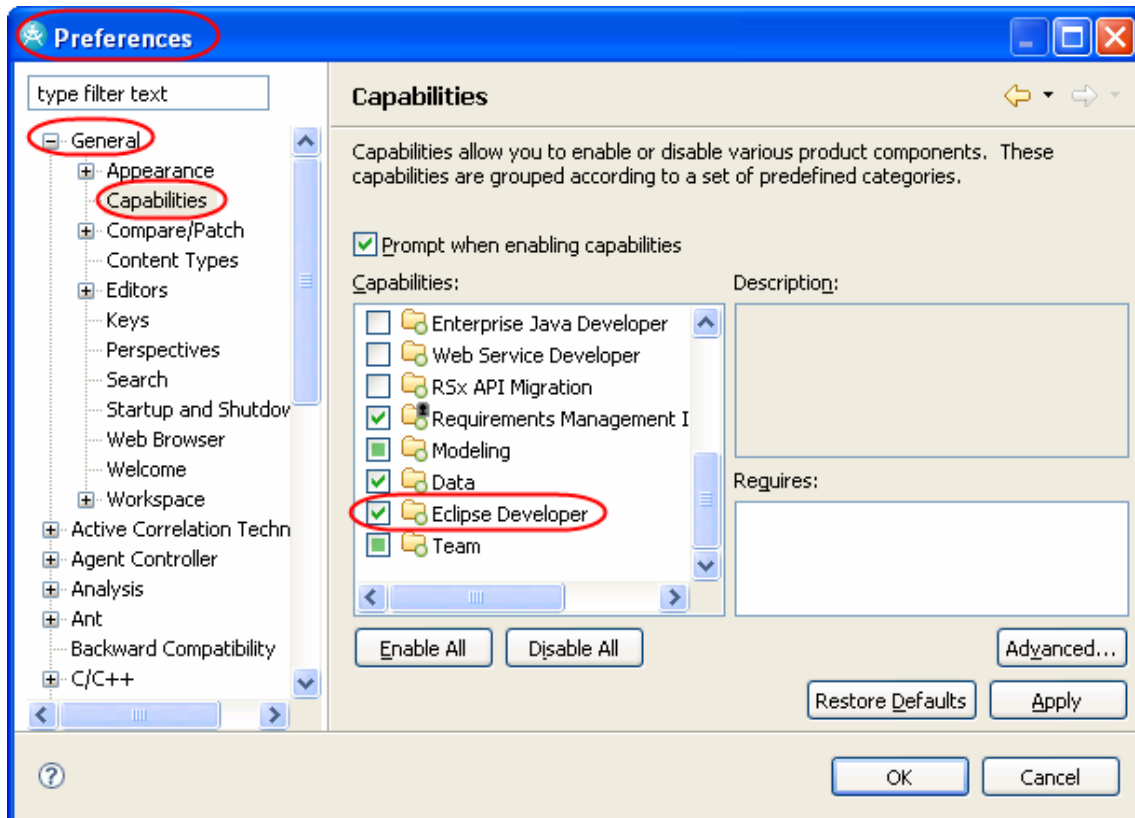 Preferences
type filter text
General
Appearance
Capabilities
Compare/Patch
Content Types
Editors
Keys
Perspectives
Search
Startup and Shutdov
Web Browser
Welcome
Workspace
Active Correlation Techn
Agent Controller
Analysis
Ant
Backward Compatibility
C/C++
Capabilities
Capabilities allow you to enable or disable various product components. These
capabilities are grouped according to a set of predefined categories.
Prompt when enabling capabilities
Capabilities:
Enterprise Java Developer
Web Service Developer
RSx API Migration
Requirements Management I
Modeling
Data
Eclipse Developer
Team
Description:
Requires:
Enable All
Disable All
Advanced...
Restore Defaults
Apply
?
OK
Cancel